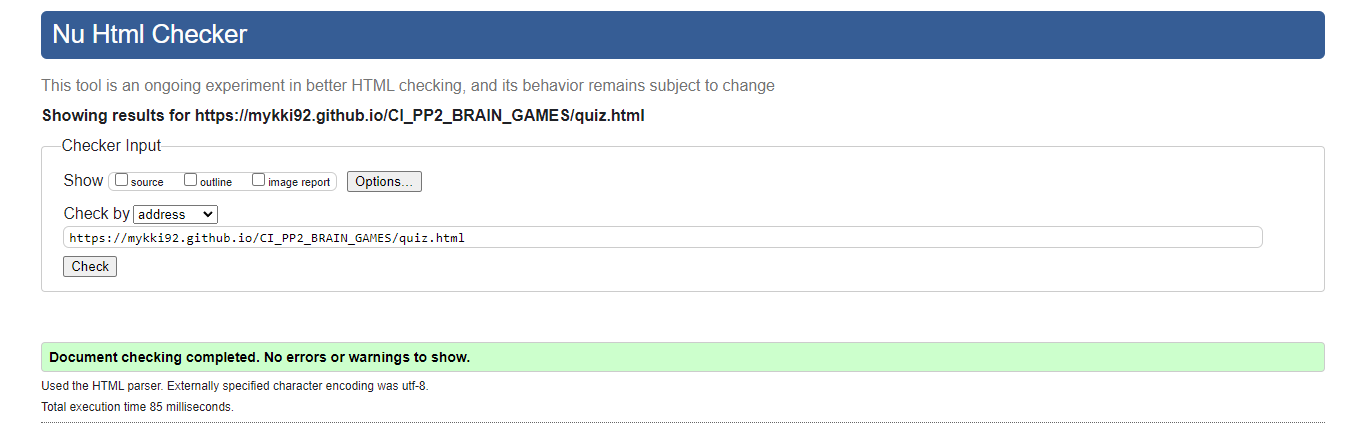 Nu Html Checker
This tool is an ongoing experiment in better HTML checking, and its behavior remains subject to change
Showing results for https://mykki92.github.io/CI_PP2_BRAIN_GAMES/quiz.html
Checker Input
Show source outline image report Options...
Check by address
https://mykki92.github.io/CI_PP2_BRAIN_GAMES/quiz.html
Check
Document checking completed. No errors or warnings to show.
Used the HTML parser. Externally specified character encoding was utf-8.
Total execution time 85 milliseconds.